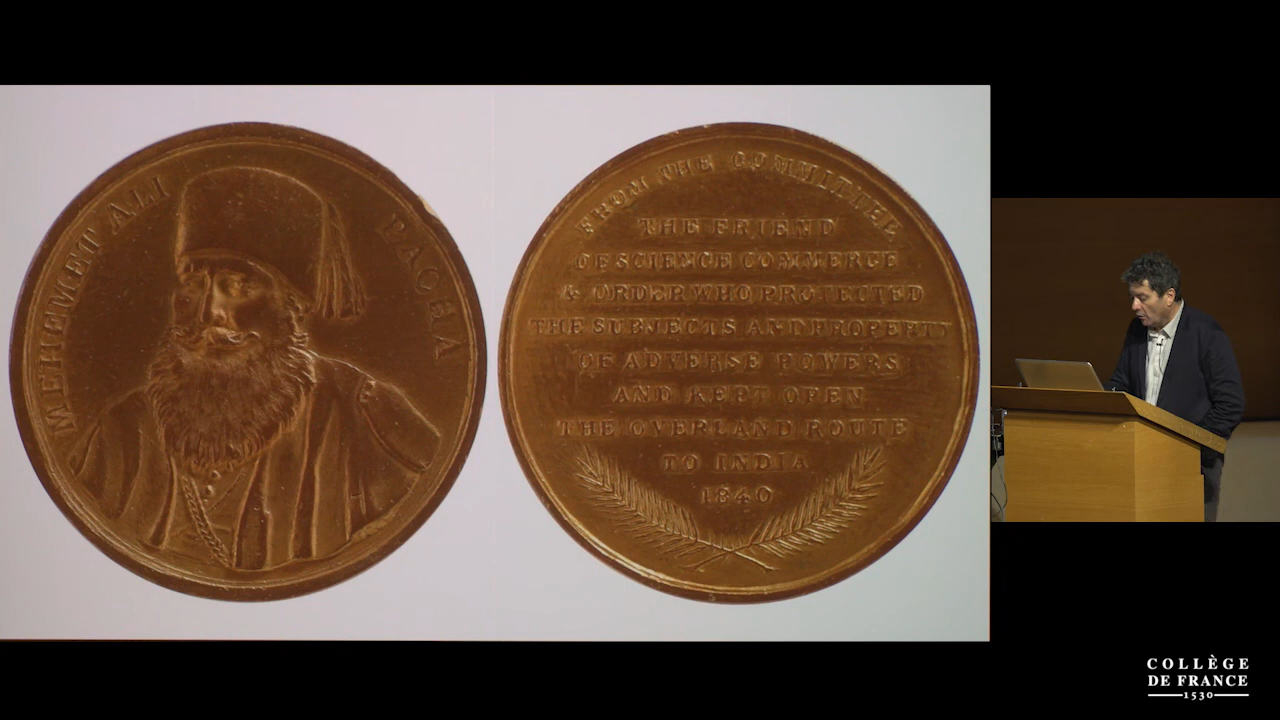 MEHEMET ALI PACHA
FROM THE COMMITTEE
THE FRIEND
OF SCIENCE COMMERCE
& ORDER WHO PROTECTED
THE SUBJECTS AND PROPERTY
OF ADVERSE POWERS
AND KEPT OPEN
THE OVERLAND ROUTE
TO INDIA
1840
COLLÈGE
DE FRANCE
1530